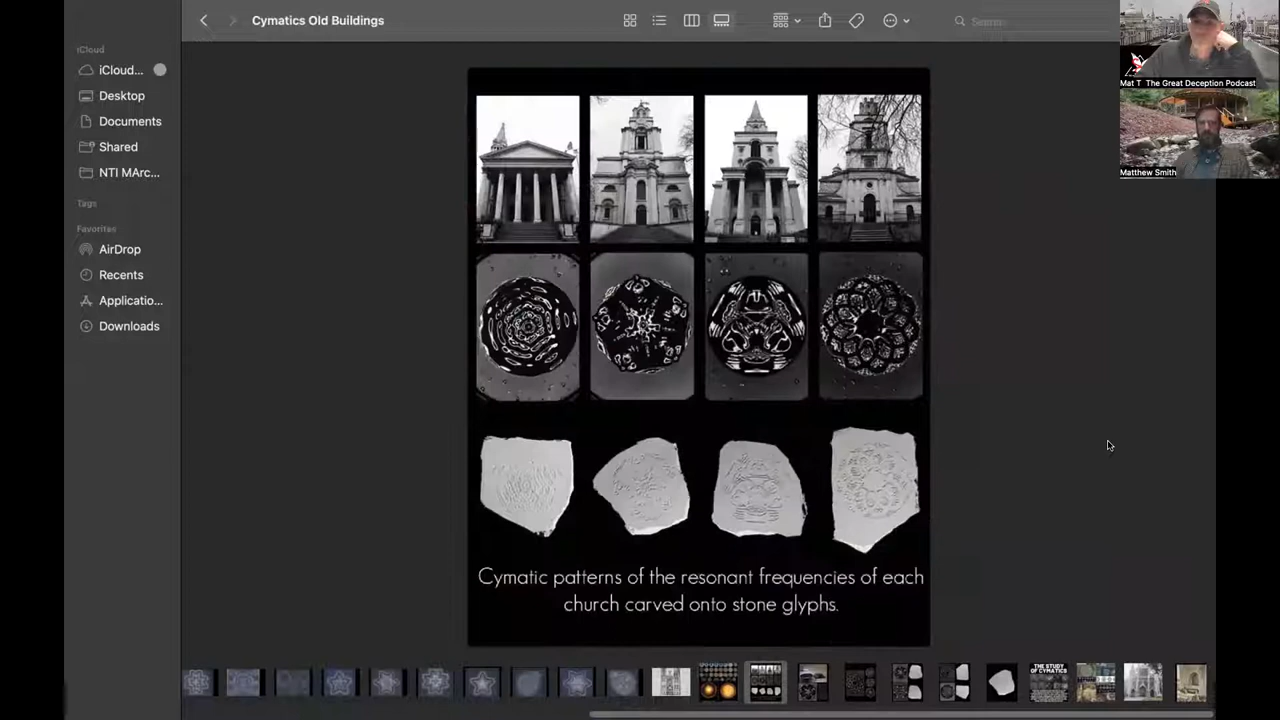 Cymatics Old Buildings
Search
iCloud
iCloud...
Desktop
Documents
Shared
NTI MArc...
Tags
Favorites
AirDrop
Recents
Applicatio...
Downloads
Mat T The Great Deception Podcast
Matthew Smith
Cymatic patterns of the resonant frequencies of each
church carved onto stone glyphs.
THE STUDY
OF CYMATICS